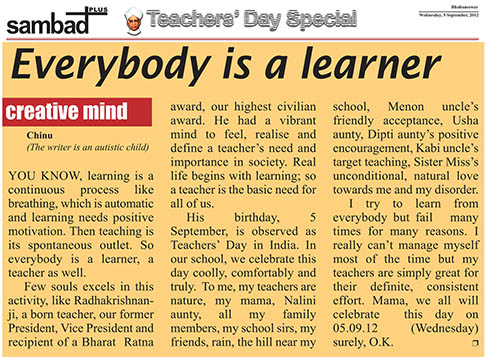 sambad PLUS
Teachers' Day Special
Bhubaneswar
Wednesday, 5 September, 2012
Everybody is a learner
creative mind
Chinu
(The writer is an autistic child)
YOU KNOW, learning is a
continuous process like
breathing, which is automatic
and learning needs positive
motivation. Then teaching is
its spontaneous outlet. So
everybody is a learner, a
teacher as well.
Few souls excels in this
activity, like Radhakrishnan-
ji, a born teacher, our former
President, Vice President and
recipient of a Bharat Ratna
award, our highest civilian
award. He had a vibrant
mind to feel, realise and
define a teacher's need and
importance in society. Real
life begins with learning; so
a teacher is the basic need for
all of us.
His birthday, 5
September, is observed as
Teachers' Day in India. In
our school, we celebrate this
day coolly, comfortably and
truly. To me, my teachers are
nature, my mama, Nalini
aunty, all my family
members, my school sirs, my
friends, rain, the hill near my
school, Menon uncle's
friendly acceptance, Usha
aunty, Dipti aunty's positive
encouragement, Kabi uncle's
target teaching, Sister Miss's
unconditional, natural love
towards me and my disorder.
I try to learn from
everybody but fail many
times for many reasons. I
really can't manage myself
most of the time but my
teachers are simply great for
their definite, consistent
effort. Mama, we all will
celebrate this day on
05.09.12 (Wednesday)
surely, O.K.